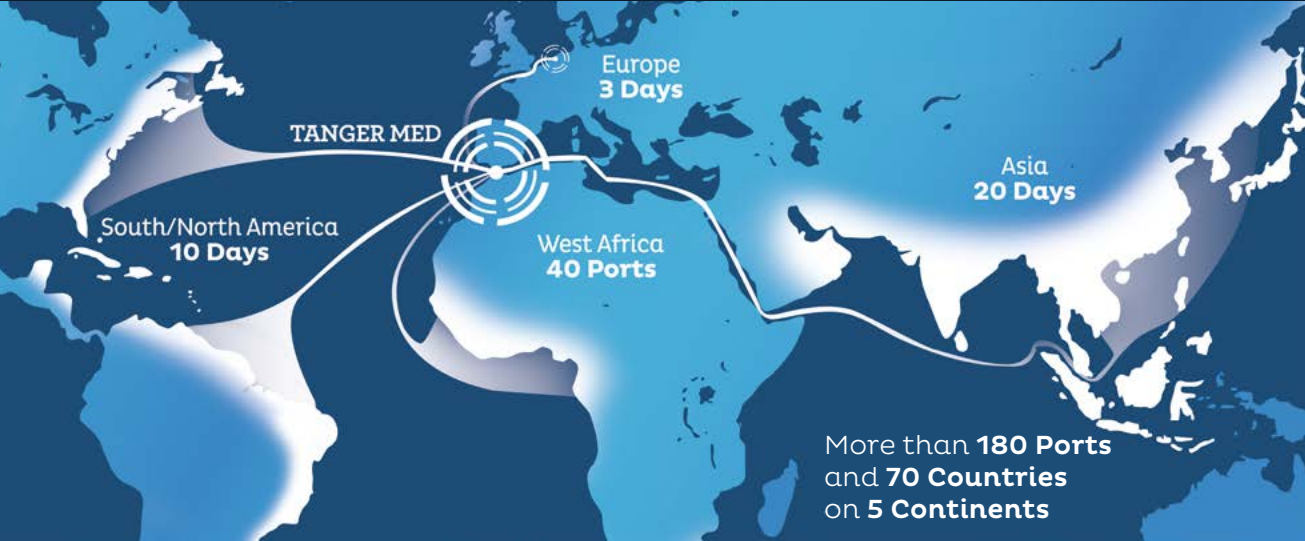 Europe
3 Days
TANGER MED
Asia
20 Days
South/North America
10 Days
West Africa
40 Ports
More than 180 Ports
and 70 Countries
on 5 Continents